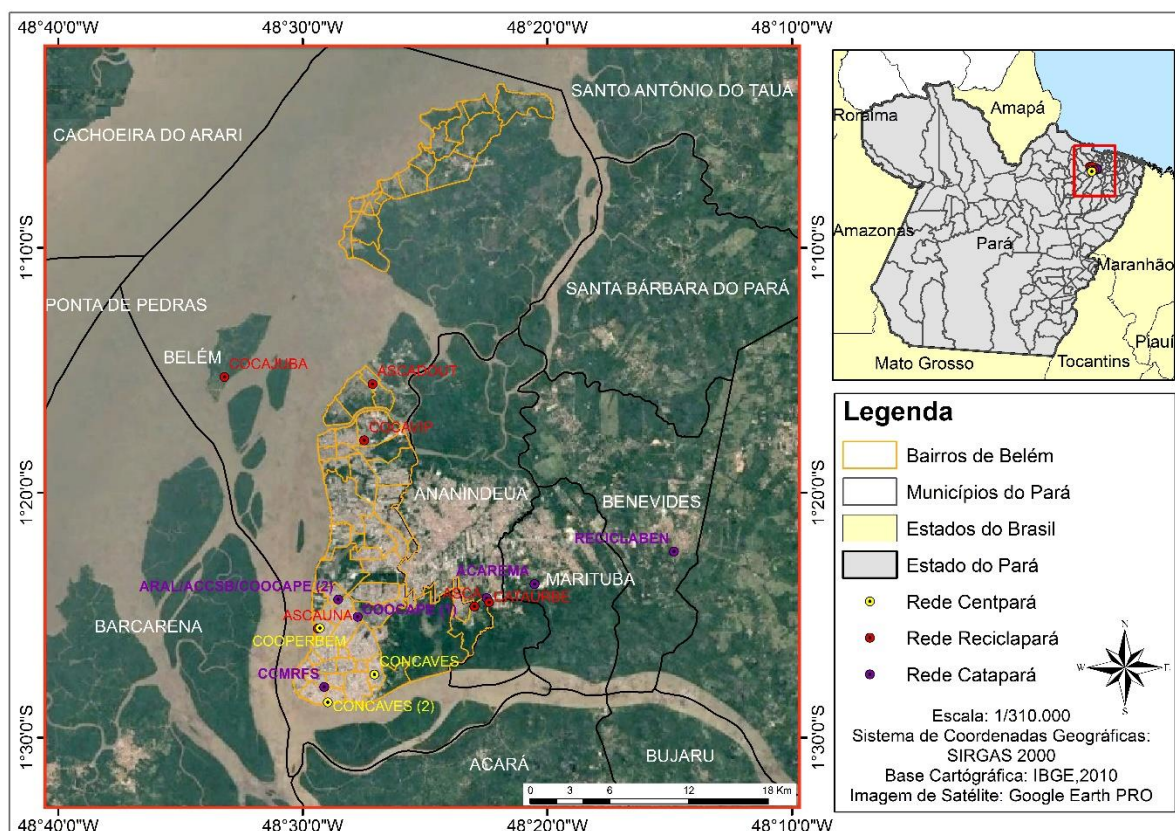 48°40'0"W
48°30'0"W
48°20'0"W
48°10'0"W
SANTO ANTÔNIO DO TAUÁ
CACHOEIRA DO ARARI
1°10'0"S
1°10'0"S
SANTA BÁRBARA DO PARÁ
PONTA DE PEDRAS
BELÉM
COCAJUBA
ASCADOUT
COCAVIP
1°20'0"S
1°20'0"S
ANANINDEUA
BENEVIDES
RECICLABEN
ACAREMA
MARITUBA
ARAL/ACCSB/COOCAPE (2)
ASCA
CATADRBE
ASCAUNA
BARCARENA
COOPERBEM
CONCAVES
CCMRFS
CONCAVES (2)
1°30'0"S
1°30'0"S
ACARÁ
BUJARU
0 3 6 12 18 Km
48°40'0"W
48°30'0"W
48°20'0"W
48°10'0"W
Roraima
Amapá
Amazonas
Pará
Maranhão
Piauí
Mato Grosso
Tocantins
Legenda
Bairros de Belém
Municípios do Pará
Estados do Brasil
Estado do Pará
Rede Centpará
Rede Reciclapará
Rede Catapará
N
W
E
S
Escala: 1/310.000
Sistema de Coordenadas Geográficas:
SIRGAS 2000
Base Cartógráfica: IBGE,2010
Imagem de Satélite: Google Earth PRO